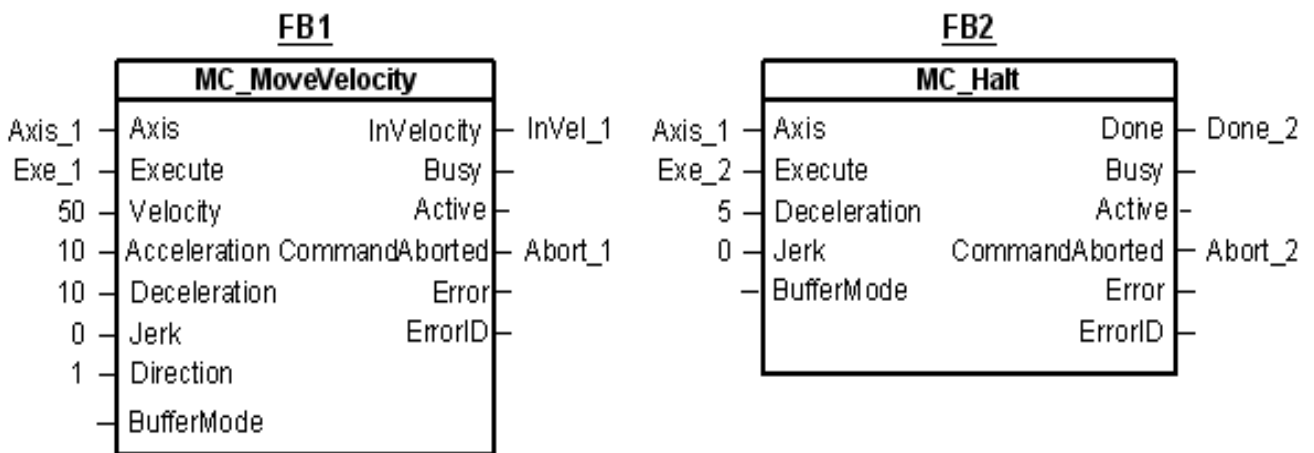 FB1
FB2
MC_MoveVelocity
MC_Halt
Axis_1 Axis InVelocity InVel_1
Exe_1 Execute Busy
50 Velocity Active
10 Acceleration CommandAborted Abort_1
10 Deceleration Error
0 Jerk ErrorID
1 Direction
BufferMode
Axis_1 Axis Done Done_2
Exe_2 Execute Busy
5 Deceleration Active
0 Jerk CommandAborted Abort_2
BufferMode Error
ErrorID